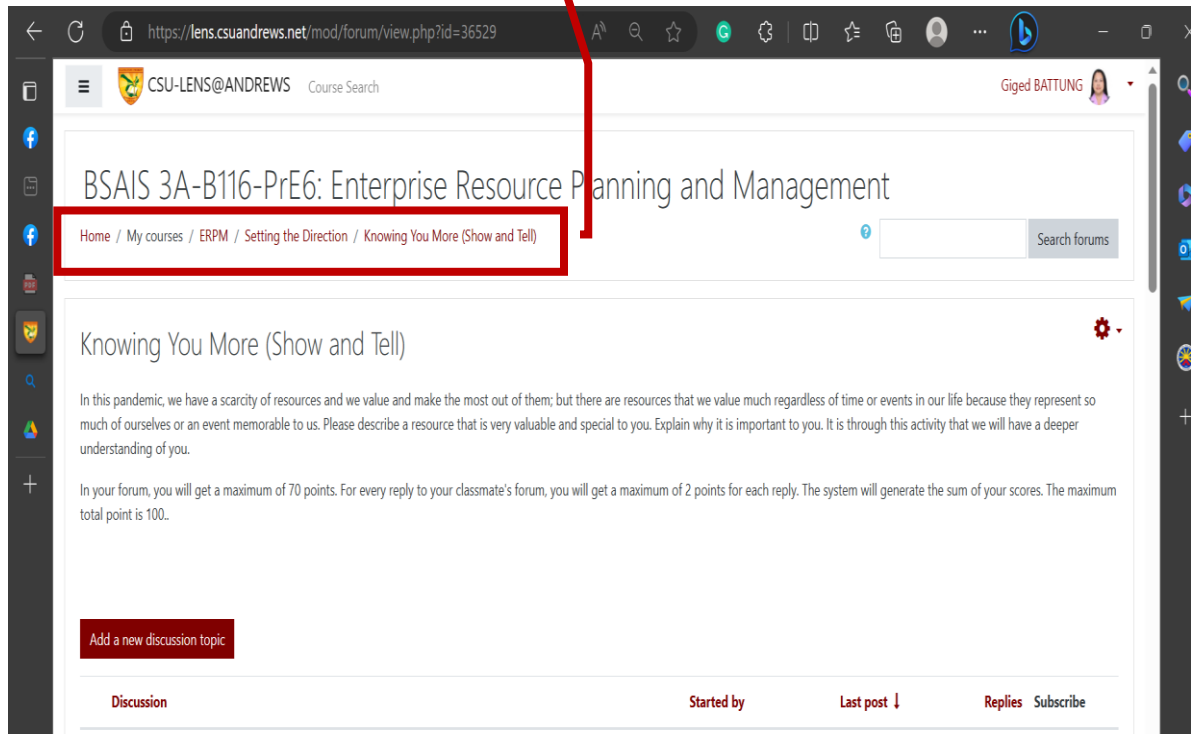 https://lens.csuandrews.net/mod/forum/view.php?id=36529
CSU-LENS@ANDREWS Course Search Giged BATTUNG
BSAIS 3A-B116-PrE6: Enterprise Resource Planning and Management
Home / My courses / ERPM / Setting the Direction / Knowing You More (Show and Tell)
Search forums
Knowing You More (Show and Tell)
In this pandemic, we have a scarcity of resources and we value and make the most out of them; but there are resources that we value much regardless of time or events in our life because they represent so
much of ourselves or an event memorable to us. Please describe a resource that is very valuable and special to you. Explain why it is important to you. It is through this activity that we will have a deeper
understanding of you.
In your forum, you will get a maximum of 70 points. For every reply to your classmate's forum, you will get a maximum of 2 points for each reply. The system will generate the sum of your scores. The maximum
total point is 100..
Add a new discussion topic
Discussion Started by Last post ↓ Replies Subscribe